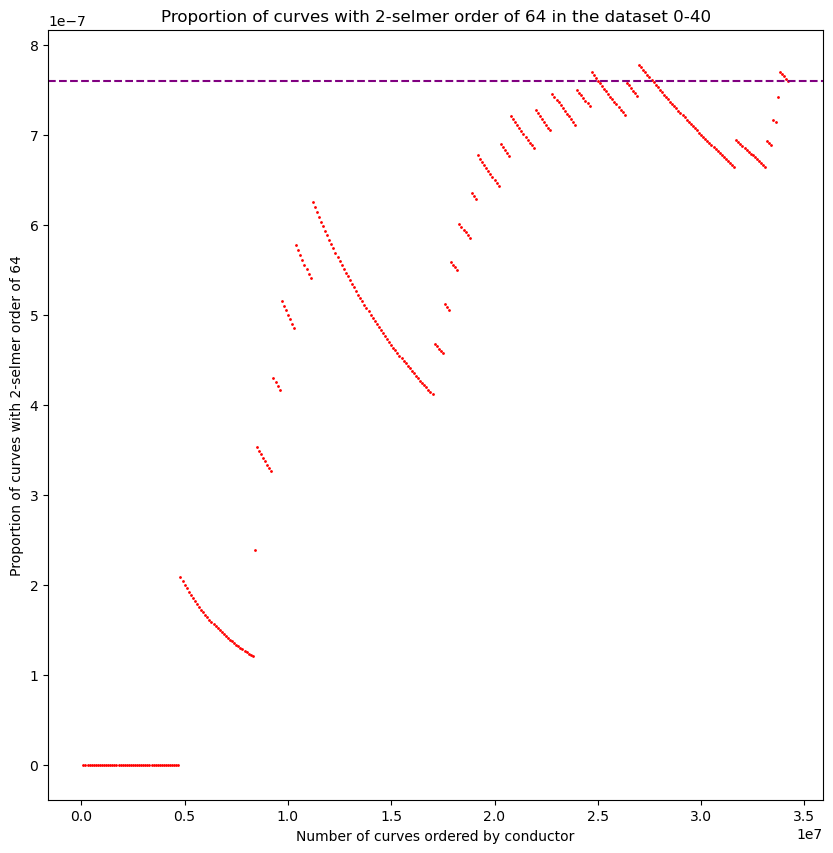 Proportion of curves with 2-selmer order of 64 in the dataset 0-40
1e−7
8
7
6
5
4
3
2
1
0
Proportion of curves with 2-selmer order of 64
0.0 0.5 1.0 1.5 2.0 2.5 3.0 3.5
1e7
Number of curves ordered by conductor